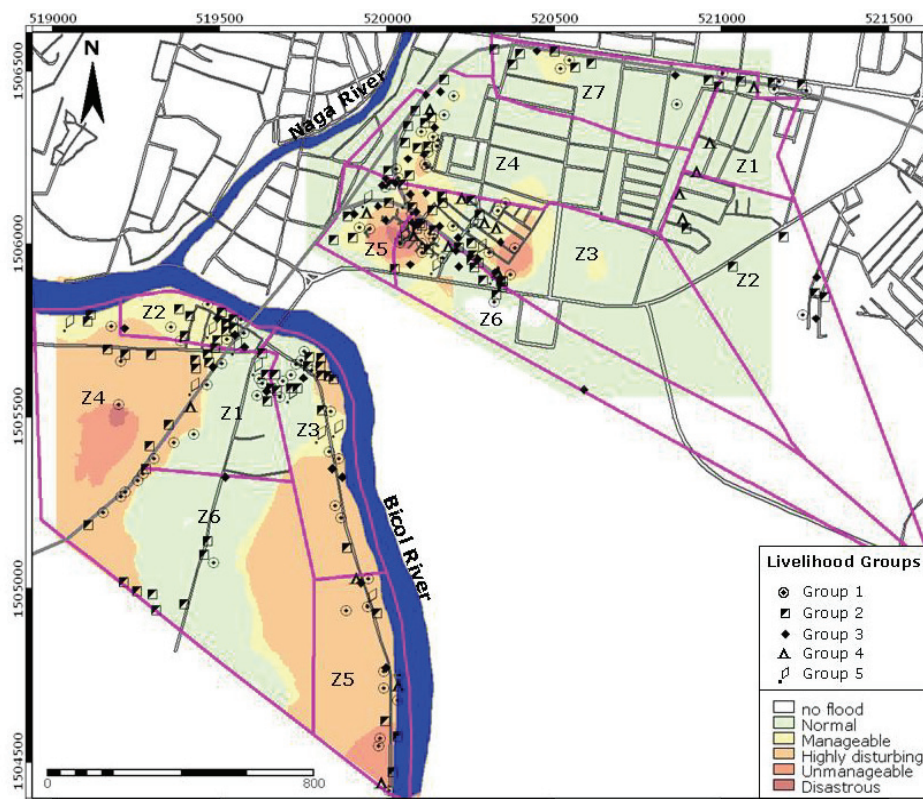 519000 519500 520000 520500 521000 521500
1506500
1506000
1505500
1505000
1504500
N
Naga River
Z7
Z4
Z1
Z5
Z3
Z2
Z6
Z2
Z4
Z1
Z3
Z6
Bicol River
Z5
0 800
Livelihood Groups
Group 1
Group 2
Group 3
Group 4
Group 5
no flood
Normal
Manageable
Highly disturbing
Unmanageable
Disastrous